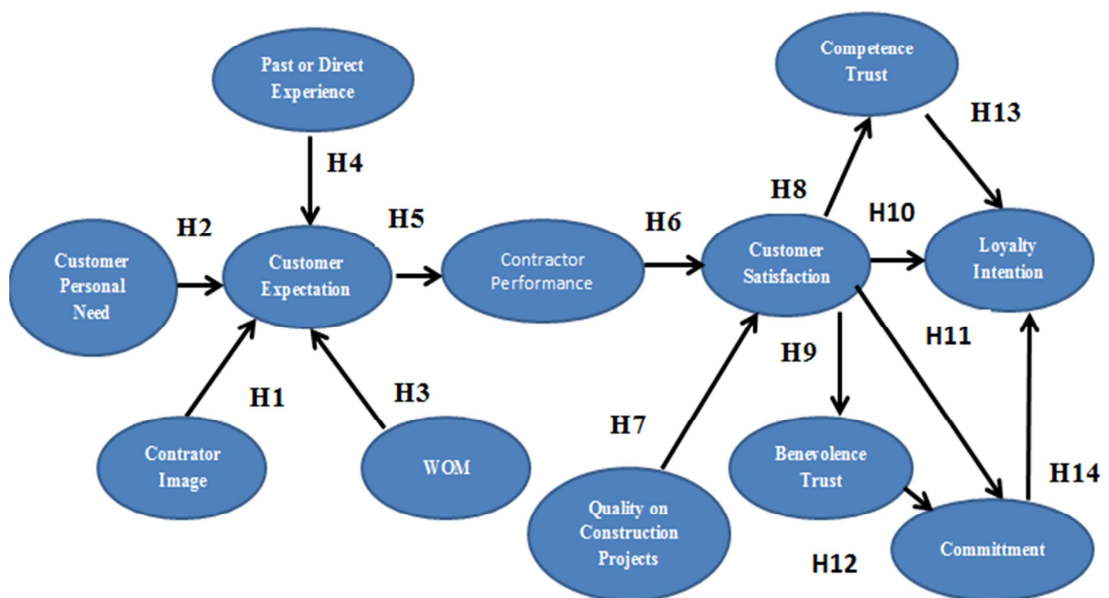 Competence
Trust
Past or Direct
Experience
H13
H4
H8
H10
H2
H5
H6
Customer
Personal
Need
Customer
Expectation
Contractor
Performance
Customer
Satisfaction
Loyalty
Intention
H11
H9
H1
H3
H7
Contrator
Image
WOM
Benevolence
Trust
H14
Quality on
Construction
Projects
H12
Committment